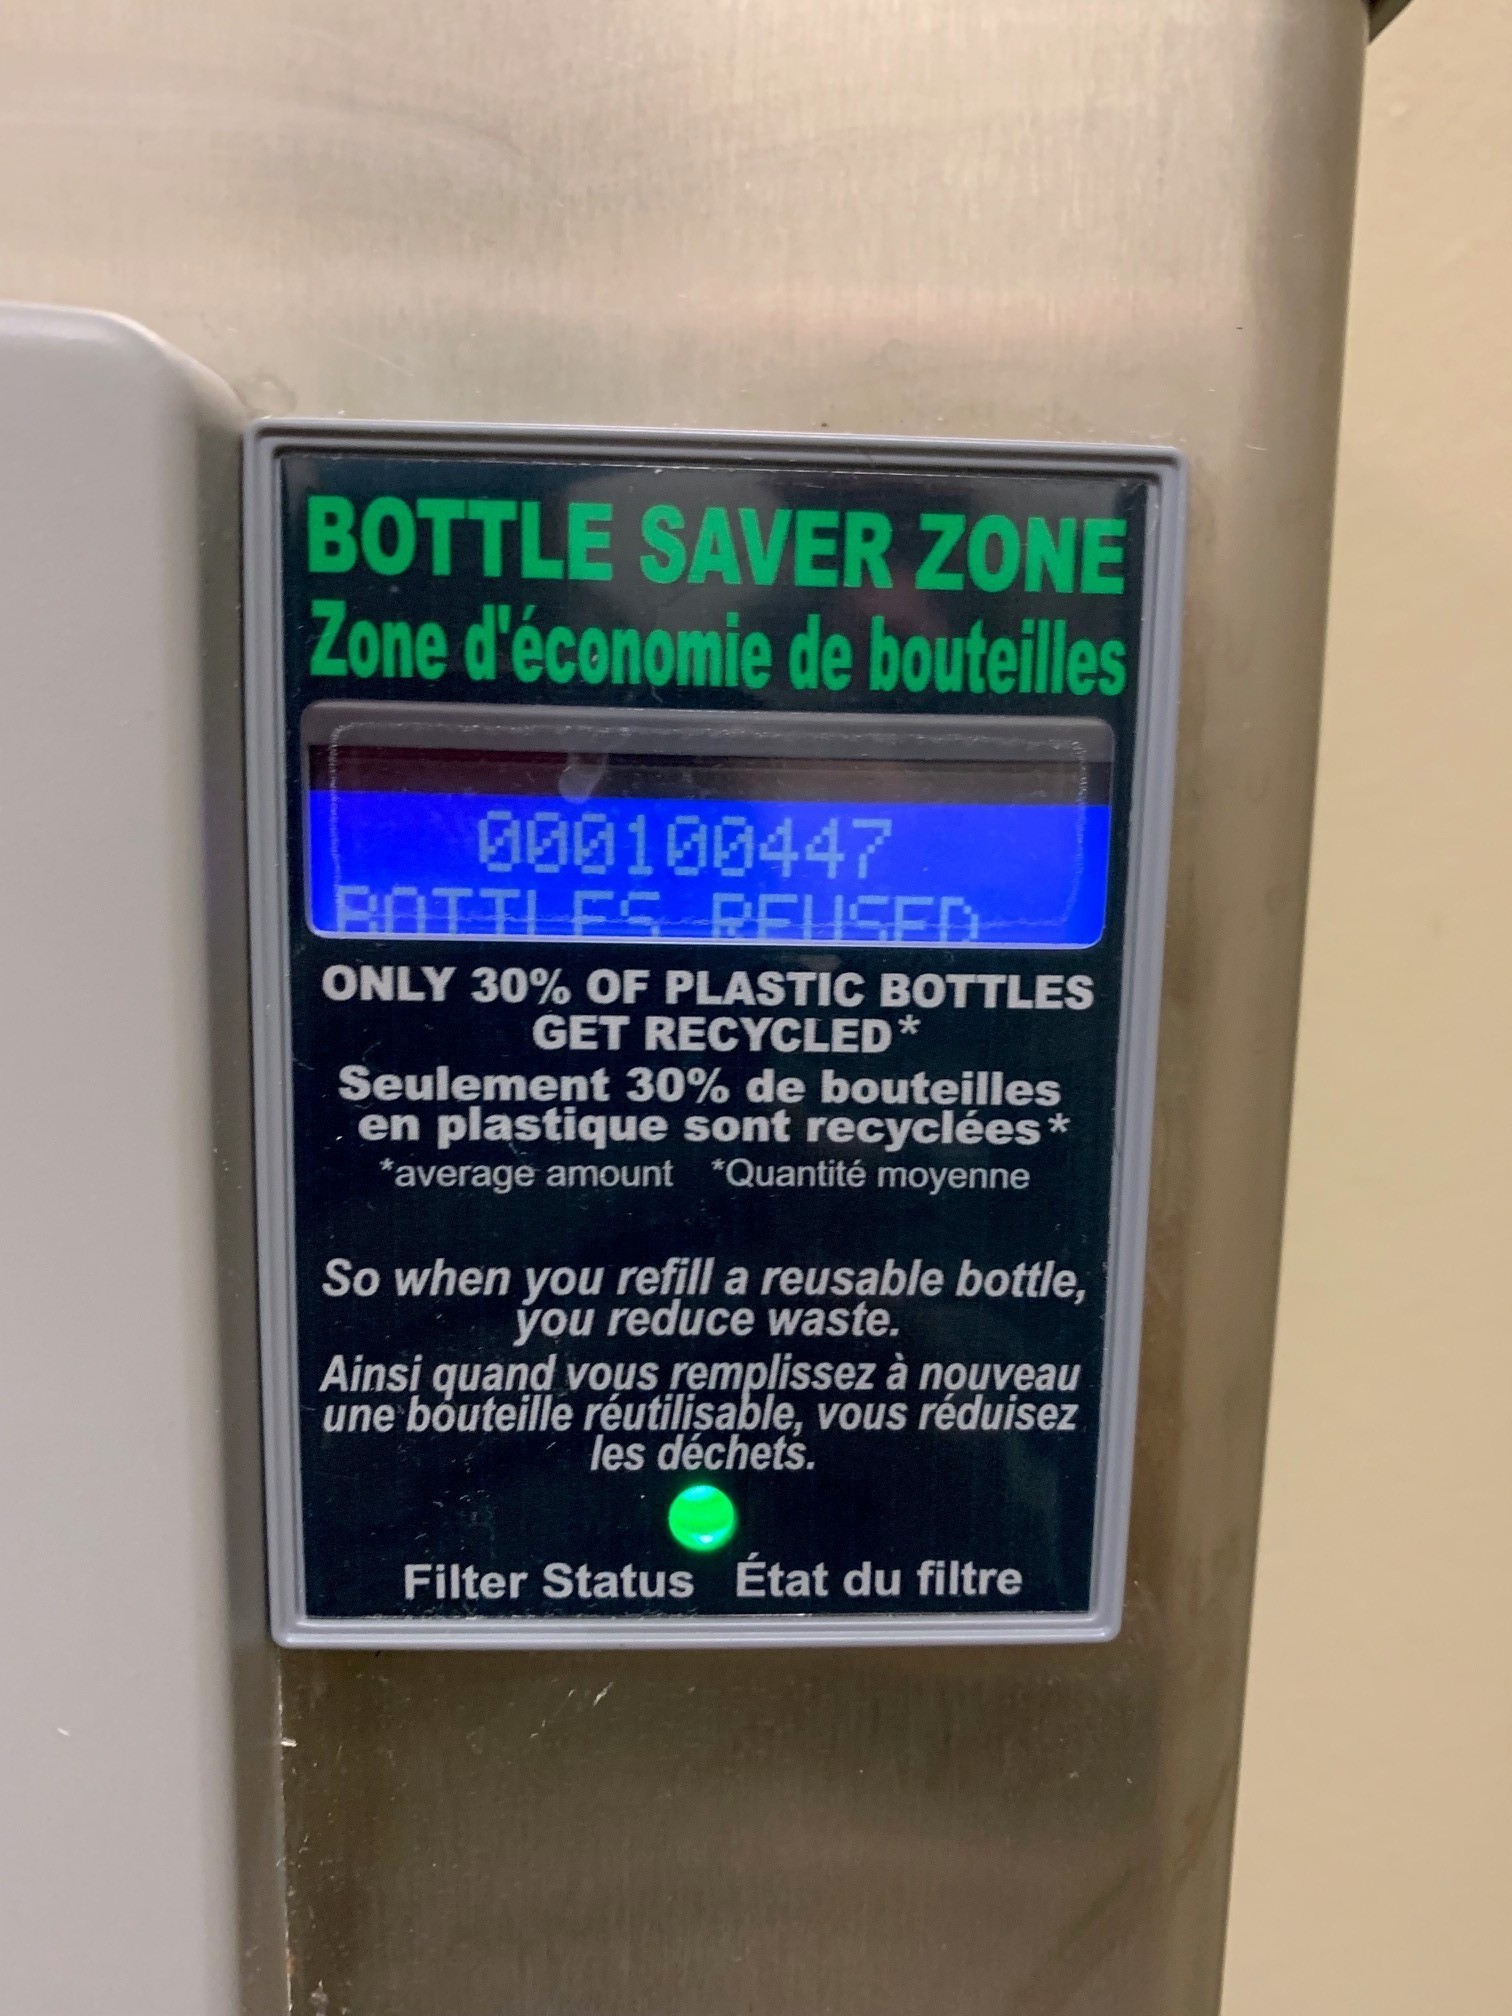 BOTTLE SAVER ZONE
Zone d'économie de bouteilles
000100447
BOTTLES REUSED
ONLY 30% OF PLASTIC BOTTLES
GET RECYCLED*
Seulement 30% de bouteilles
en plastique sont recyclées*
*average amount *Quantité moyenne
So when you refill a reusable bottle,
you reduce waste.
Ainsi quand vous remplissez à nouveau
une bouteille réutilisable, vous réduisez
les déchets.
Filter Status État du filtre